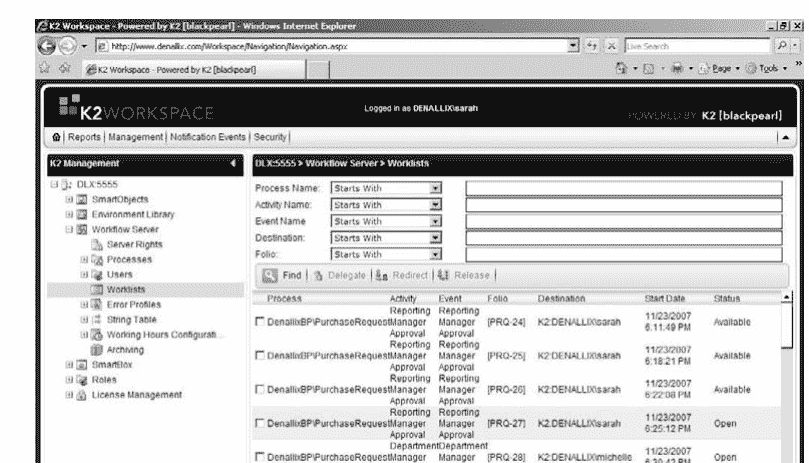 K2 Workspace - Powered by K2 [blackpearl] - Windows Internet Explorer
http://www.denallix.com/Workspace/Navigation/Navigation.aspx
Live Search
K2 Workspace - Powered by K2 [blackpearl]
Page
Tools
K2WORKSPACE
Logged in as DENALLIX\sarah
POWERED BY K2 [blackpearl]
Reports | Management | Notification Events | Security |
K2 Management
DLX:5555
SmartObjects
Environment Library
Workflow Server
Server Rights
Processes
Users
Worklists
Error Profiles
String Table
Working Hours Configurati...
Archiving
SmartBox
Roles
License Management
DLX:5555 > Workflow Server > Worklists
Process Name: Starts With
Activity Name: Starts With
Event Name Starts With
Destination: Starts With
Folio: Starts With
Find | Delegate | Redirect | Release |
Process Activity Event Folio Destination Start Date Status
DenallixBP\PurchaseRequest Reporting Manager Approval Reporting Manager Approval [PRQ-24] K2:DENALLIX\sarah 11/23/2007 6:11:49 PM Available
DenallixBP\PurchaseRequest Reporting Manager Approval Reporting Manager Approval [PRQ-25] K2:DENALLIX\sarah 11/23/2007 6:18:21 PM Available
DenallixBP\PurchaseRequest Reporting Manager Approval Reporting Manager Approval [PRQ-26] K2:DENALLIX\sarah 11/23/2007 6:22:08 PM Available
DenallixBP\PurchaseRequest Reporting Manager Approval Reporting Manager Approval [PRQ-27] K2:DENALLIX\sarah 11/23/2007 6:25:12 PM Open
DenallixBP\PurchaseRequest Department Manager Department Manager [PRQ-28] K2:DENALLIX\michelle 11/23/2007 Open